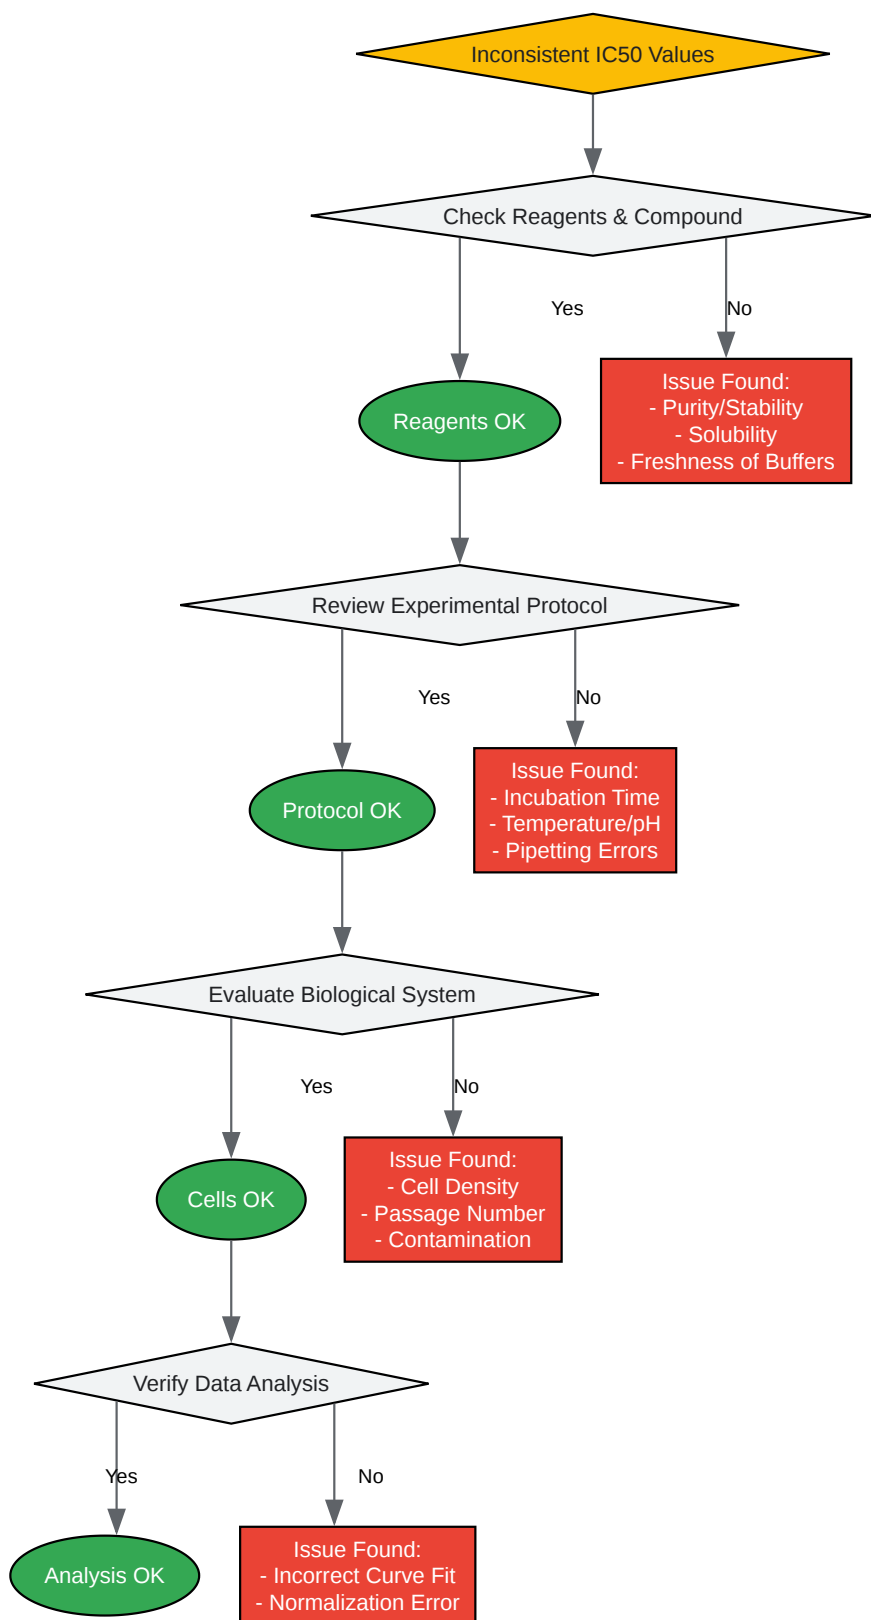 Inconsistent IC50 Values
Check Reagents & Compound
Yes
No
Reagents OK
Issue Found:
- Purity/Stability
- Solubility
- Freshness of Buffers
Review Experimental Protocol
Yes
No
Protocol OK
Issue Found:
- Incubation Time
- Temperature/pH
- Pipetting Errors
Evaluate Biological System
Yes
No
Cells OK
Issue Found:
- Cell Density
- Passage Number
- Contamination
Verify Data Analysis
Yes
No
Analysis OK
Issue Found:
- Incorrect Curve Fit
- Normalization Error